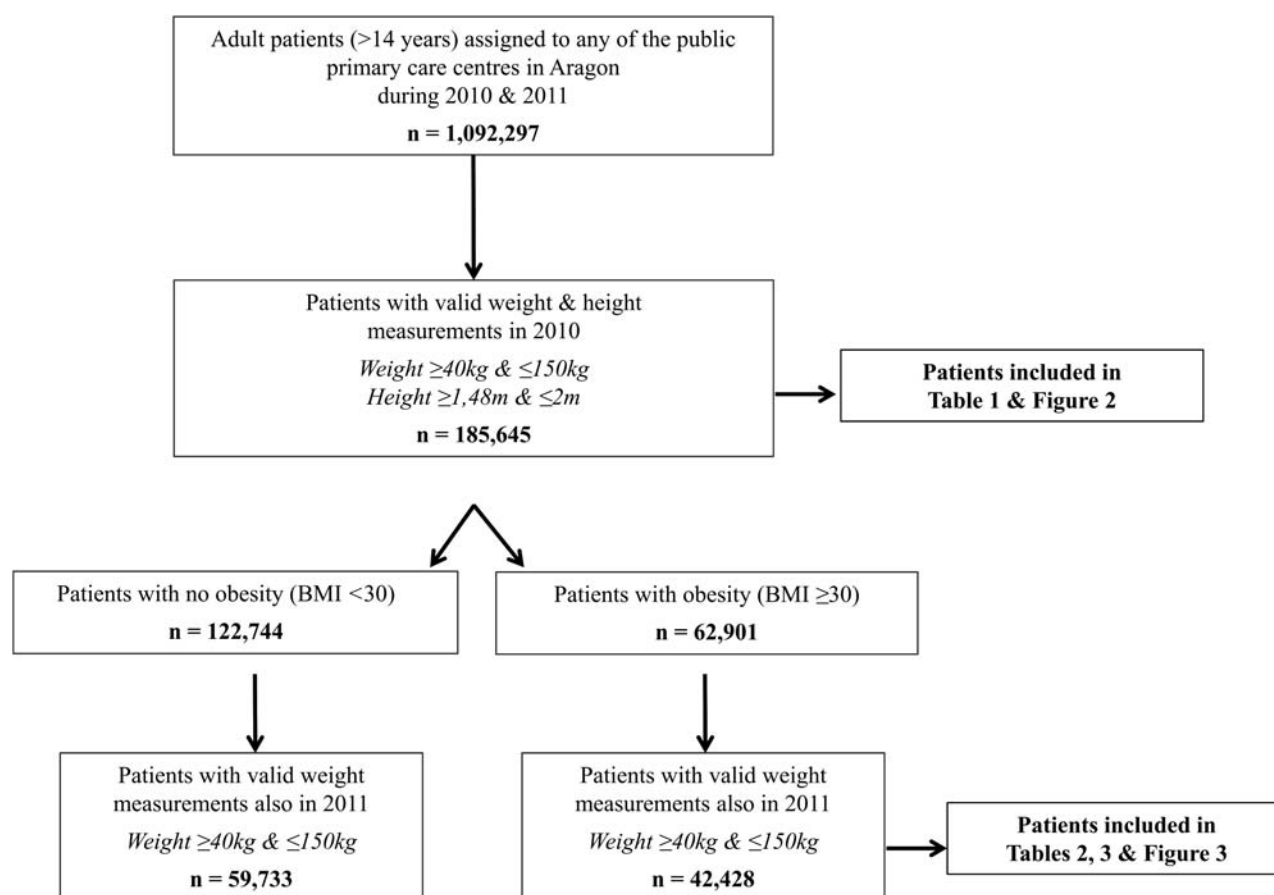 Adult patients (>14 years) assigned to any of the public
primary care centres in Aragon
during 2010 & 2011
n = 1,092,297
Patients with valid weight & height
measurements in 2010
Weight ≥40kg & ≤150kg
Height ≥1,48m & ≤2m
n = 185,645
Patients included in
Table 1 & Figure 2
Patients with no obesity (BMI <30)
n = 122,744
Patients with obesity (BMI ≥30)
n = 62,901
Patients with valid weight
measurements also in 2011
Weight ≥40kg & ≤150kg
n = 59,733
Patients with valid weight
measurements also in 2011
Weight ≥40kg & ≤150kg
n = 42,428
Patients included in
Tables 2, 3 & Figure 3